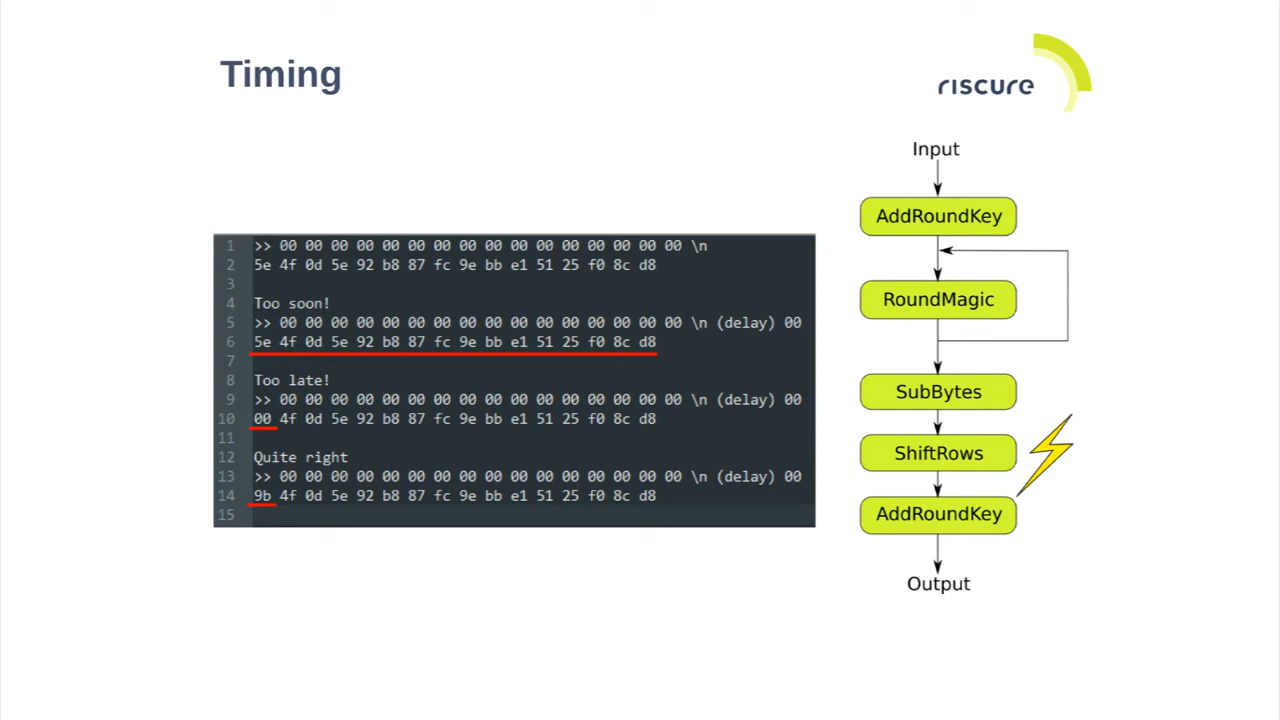 Timing
riscure
1 >> 00 00 00 00 00 00 00 00 00 00 00 00 00 00 00 00 \n
2 5e 4f 0d 5e 92 b8 87 fc 9e bb e1 51 25 f0 8c d8
3
4 Too soon!
5 >> 00 00 00 00 00 00 00 00 00 00 00 00 00 00 00 00 \n (delay) 00
6 5e 4f 0d 5e 92 b8 87 fc 9e bb e1 51 25 f0 8c d8
7
8 Too late!
9 >> 00 00 00 00 00 00 00 00 00 00 00 00 00 00 00 00 \n (delay) 00
10 00 4f 0d 5e 92 b8 87 fc 9e bb e1 51 25 f0 8c d8
11
12 Quite right
13 >> 00 00 00 00 00 00 00 00 00 00 00 00 00 00 00 00 \n (delay) 00
14 9b 4f 0d 5e 92 b8 87 fc 9e bb e1 51 25 f0 8c d8
15
Input
AddRoundKey
RoundMagic
SubBytes
ShiftRows
AddRoundKey
Output